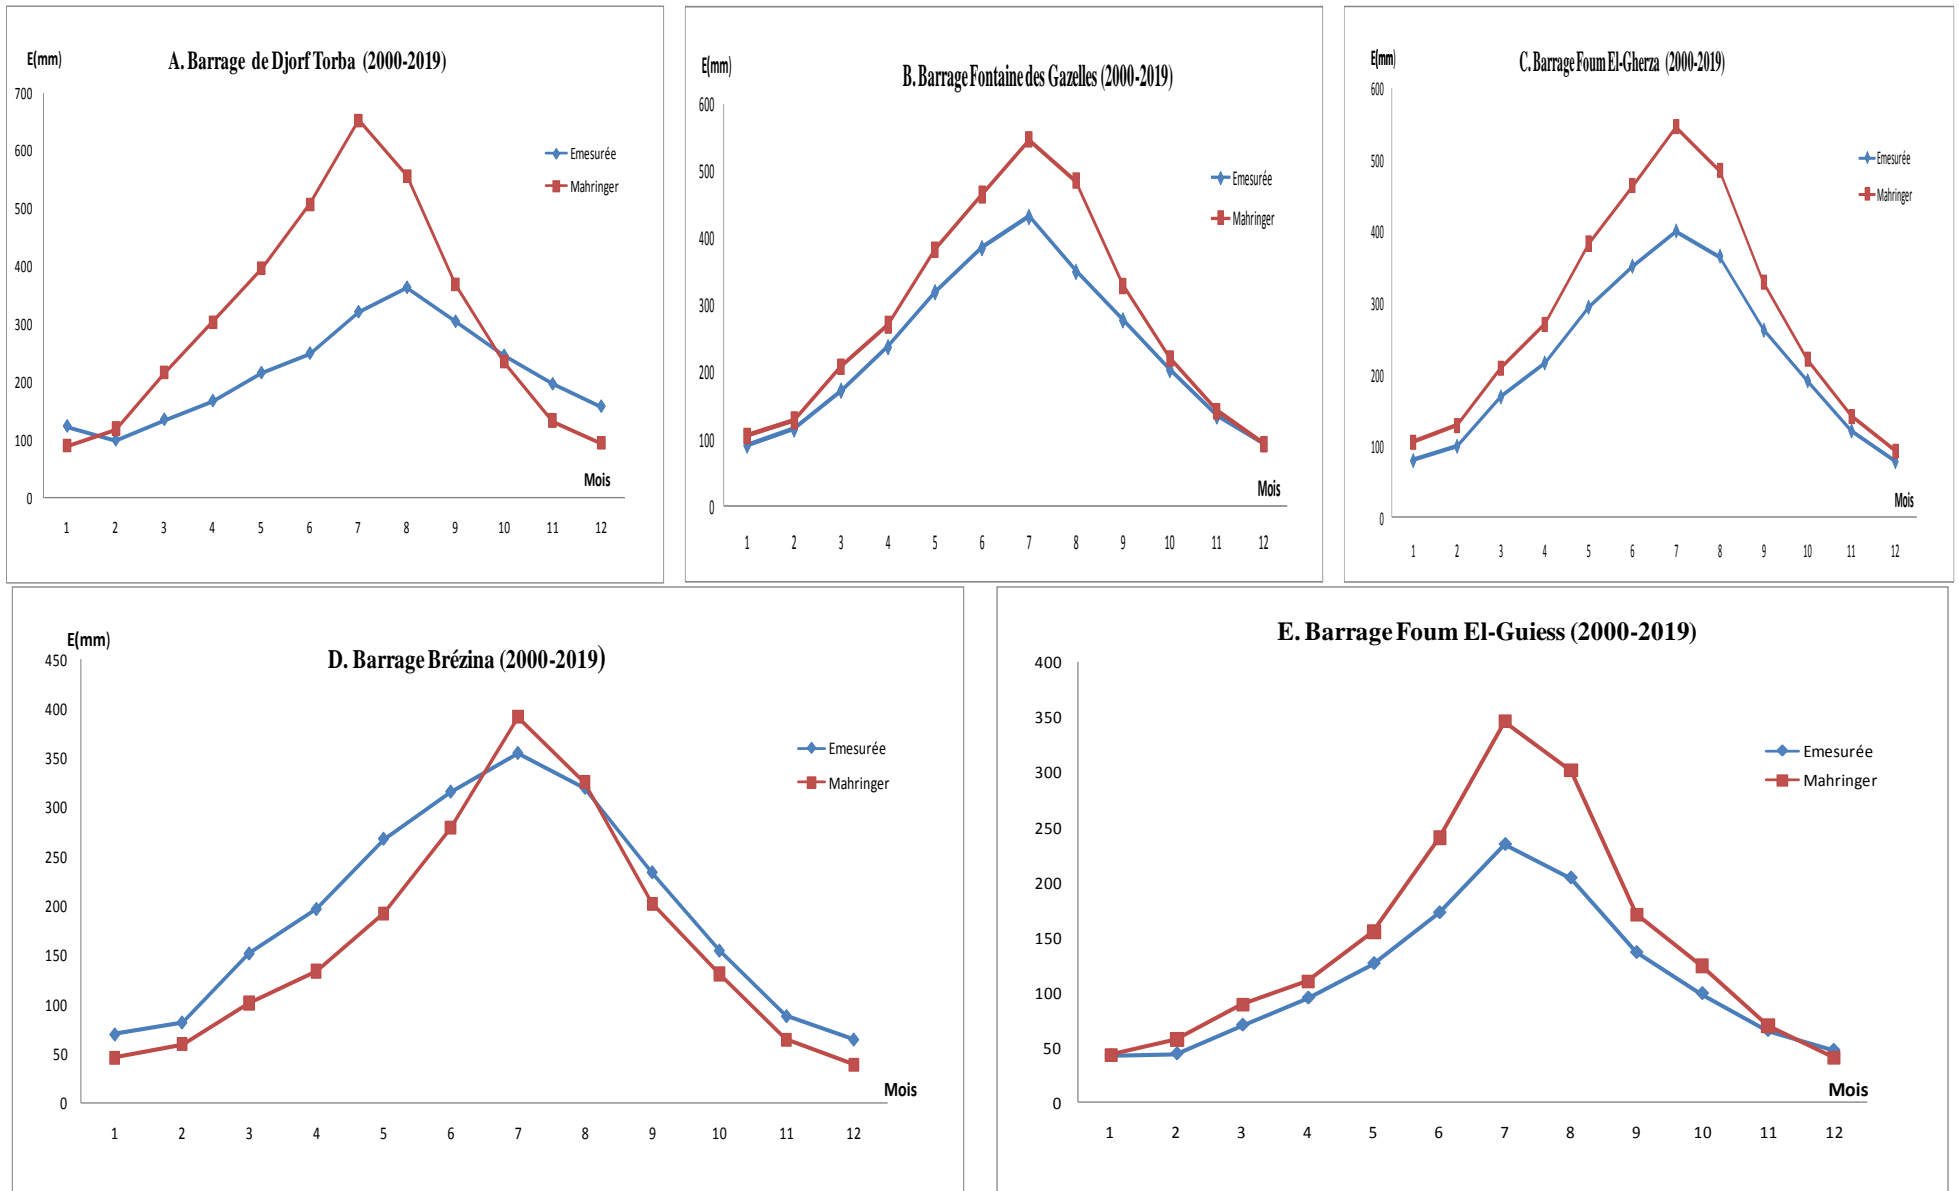 A. Barrage de Djorf Torba (2000-2019)
E(mm)
700
600
500
400
300
200
100
0
Emesurée
Mahringer
Mois
1 2 3 4 5 6 7 8 9 10 11 12
B. Barrage Fontaine des Gazelles (2000-2019)
E(mm)
600
500
400
300
200
100
0
Emesurée
Mahringer
Mois
1 2 3 4 5 6 7 8 9 10 11 12
C. Barrage Foum El-Gherza (2000-2019)
E(mm)
600
500
400
300
200
100
0
Emesurée
Mahringer
Mois
1 2 3 4 5 6 7 8 9 10 11 12
E(mm)
D. Barrage Brézina (2000-2019)
450
400
350
300
250
200
150
100
50
0
Emesurée
Mahringer
Mois
1 2 3 4 5 6 7 8 9 10 11 12
E. Barrage Foum El-Guiess (2000-2019)
400
350
300
250
200
150
100
50
0
Emesurée
Mahringer
Mois
1 2 3 4 5 6 7 8 9 10 11 12